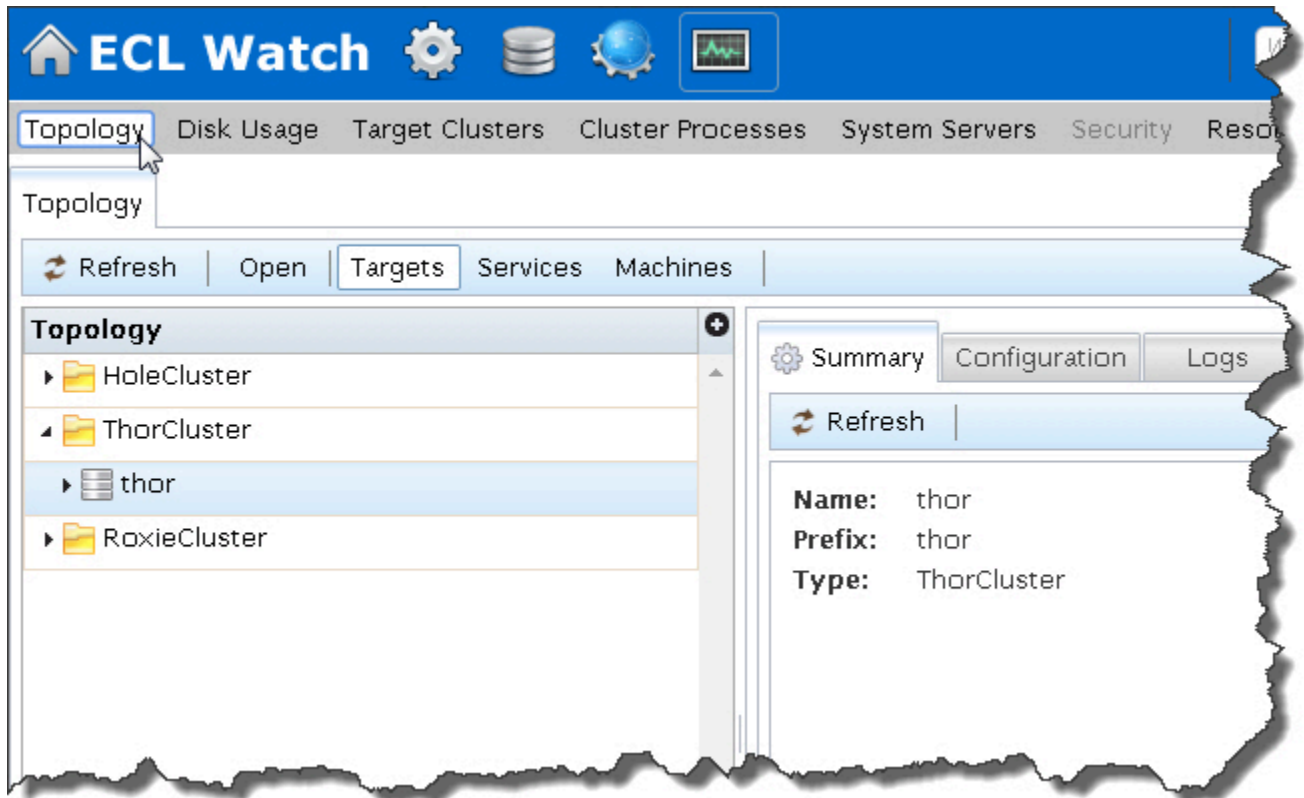 ECL Watch
Topology Disk Usage Target Clusters Cluster Processes System Servers Security
Topology
Refresh Open Targets Services Machines
Topology
Summary Configuration Logs
HoleCluster
ThorCluster
thor
RoxieCluster
Refresh
Name: thor
Prefix: thor
Type: ThorCluster